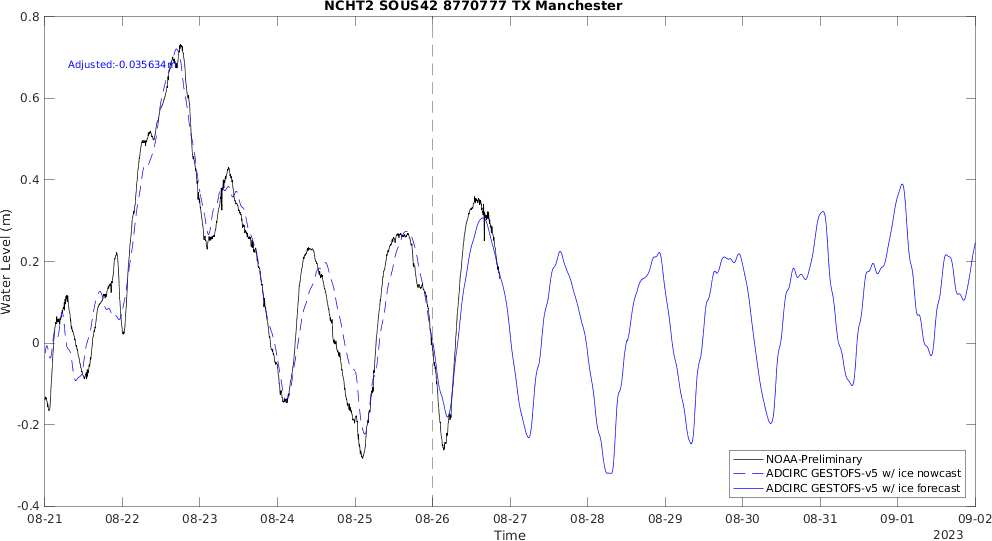 NCHT2 SOUS42 8770777 TX Manchester
Adjusted:-0.035634m
Water Level (m)
0.8
0.6
0.4
0.2
0
-0.2
-0.4
NOAA-Preliminary
ADCIRC GESTOFS-v5 w/ ice nowcast
ADCIRC GESTOFS-v5 w/ ice forecast
08-21 08-22 08-23 08-24 08-25 08-26 08-27 08-28 08-29 08-30 08-31 09-01 09-02
Time
2023